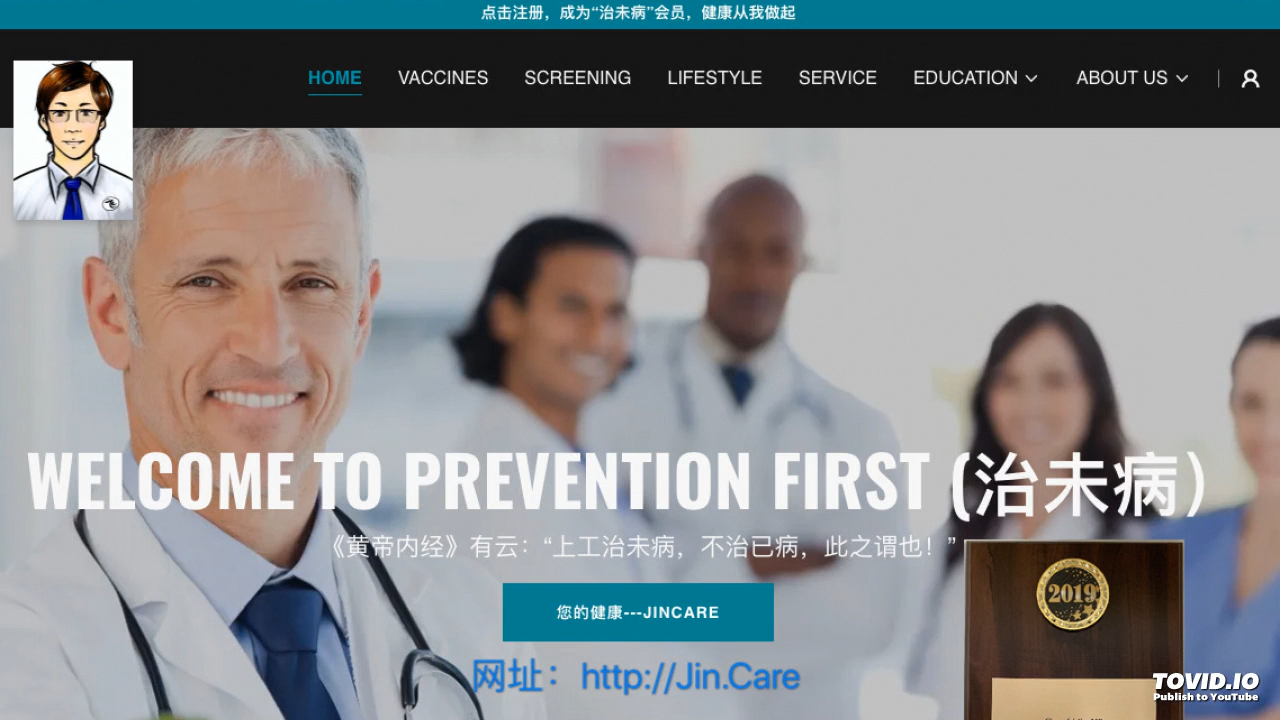 点击注册，成为“治未病”会员，健康从我做起
HOME VACCINES SCREENING LIFESTYLE SERVICE EDUCATION ABOUT US
WELCOME TO PREVENTION FIRST (治未病）
《黄帝内经》有云：“上工治未病，不治已病，此之谓也！”
您的健康---JINCARE
2019
网址：http://Jin.Care
TOVID.IO
Publish to YouTube